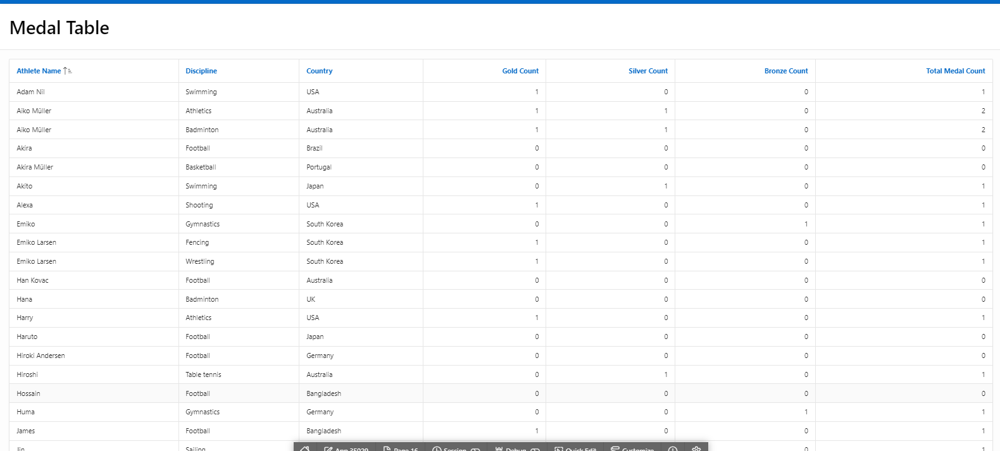 Medal Table
Athlete Name Discipline Country Gold Count Silver Count Bronze Count Total Medal Count
Adam Nil Swimming USA 1 0 0 1
Aiko Müller Athletics Australia 1 1 0 2
Aiko Müller Badminton Australia 1 1 0 2
Akira Football Brazil 0 0 0 0
Akira Müller Basketball Portugal 0 0 0 0
Akito Swimming Japan 0 1 0 1
Alexa Shooting USA 1 0 0 1
Emiko Gymnastics South Korea 0 0 1 1
Emiko Larsen Fencing South Korea 1 0 0 1
Emiko Larsen Wrestling South Korea 1 0 0 1
Han Kovac Football Australia 0 0 0 0
Hana Badminton UK 0 0 0 0
Harry Athletics USA 1 0 0 1
Haruto Football Japan 0 0 0 0
Hiroki Andersen Football Germany 0 0 0 0
Hiroshi Table tennis Australia 0 1 0 1
Hossain Football Bangladesh 0 0 0 0
Huma Gymnastics Germany 0 0 1 1
James Football Bangladesh 1 0 0 1
Jin Sailing 0 1
App 35029 Page 16 Session Debug Quick Edit Customize